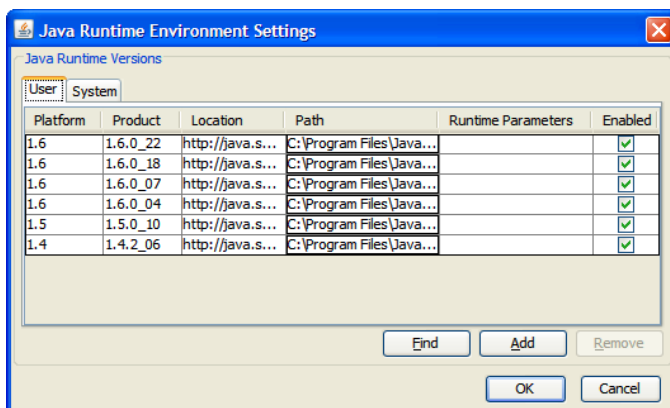 Java Runtime Environment Settings
Java Runtime Versions
User System
Platform Product Location Path Runtime Parameters Enabled
1.6 1.6.0_22 http://java.s... C:\Program Files\Java...
1.6 1.6.0_18 http://java.s... C:\Program Files\Java...
1.6 1.6.0_07 http://java.s... C:\Program Files\Java...
1.6 1.6.0_04 http://java.s... C:\Program Files\Java...
1.5 1.5.0_10 http://java.s... C:\Program Files\Java...
1.4 1.4.2_06 http://java.s... C:\Program Files\Java...
Find Add Remove
OK Cancel